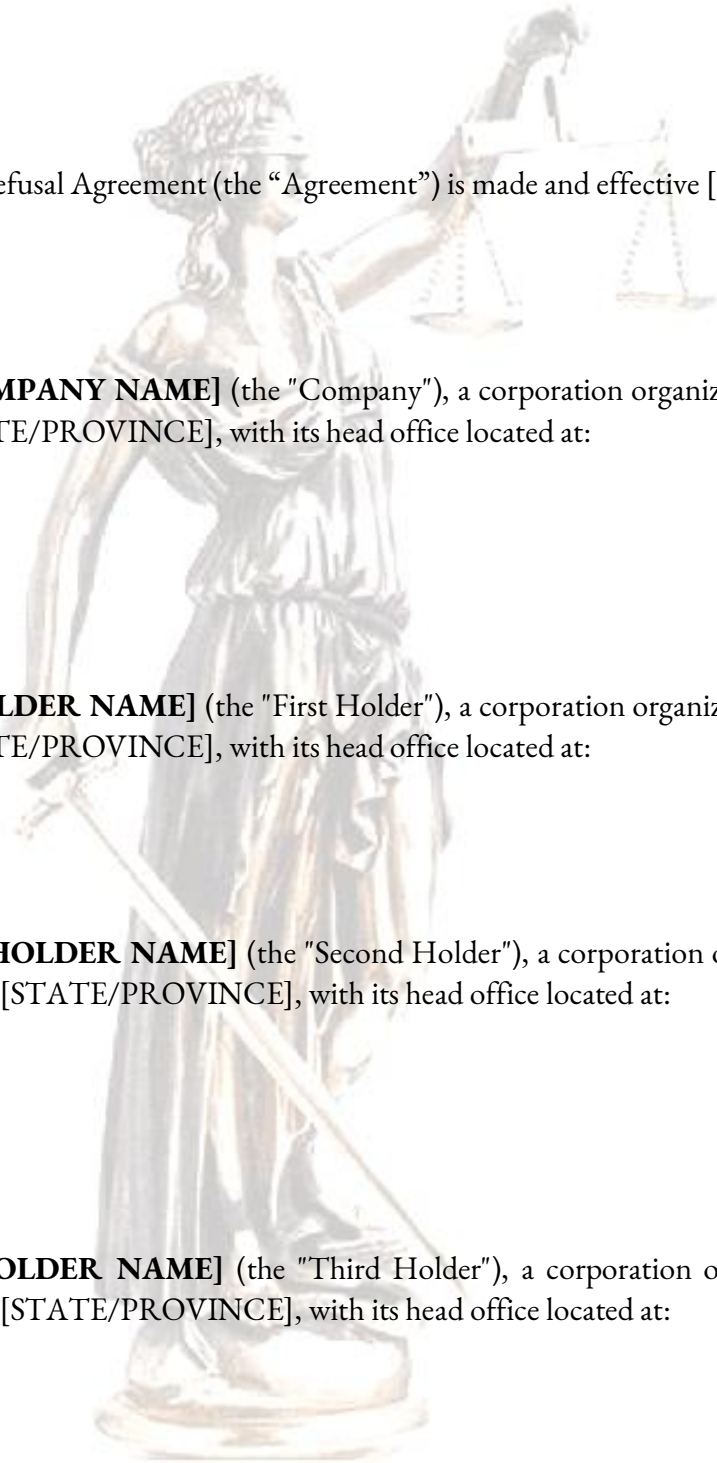 efusal Agreement (the “Agreement”) is made and effective [
MPANY NAME] (the "Company"), a corporation organiz
TE/PROVINCE], with its head office located at:
LDER NAME] (the "First Holder"), a corporation organiz
TE/PROVINCE], with its head office located at:
HOLDER NAME] (the "Second Holder"), a corporation o
[STATE/PROVINCE], with its head office located at:
OLDER NAME] (the "Third Holder"), a corporation o
[STATE/PROVINCE], with its head office located at: